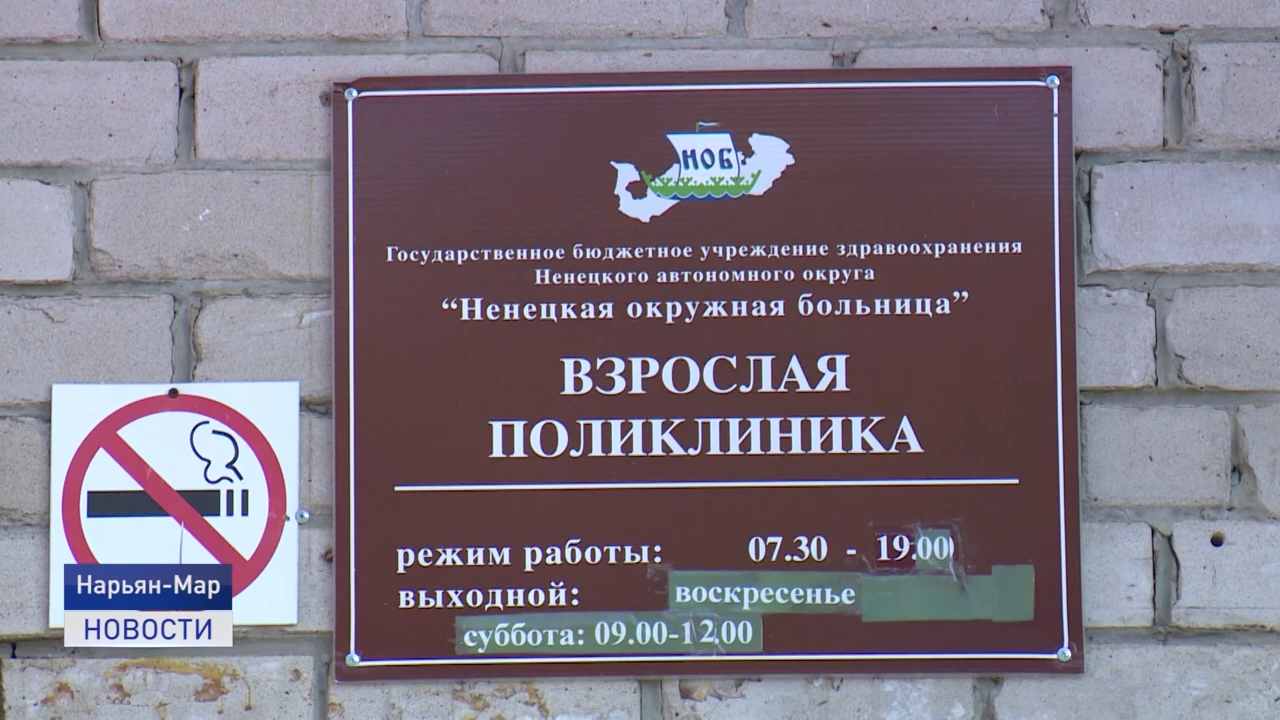 НОБ
Государственное бюджетное учреждение здравоохранения
Ненецкого автономного округа
“Ненецкая окружная больница”
ВЗРОСЛАЯ
ПОЛИКЛИНИКА
режим работы: 07.30 - 19.00
выходной: воскресенье
суббота: 09.00-12.00
Нарьян-Мар
НОВОСТИ